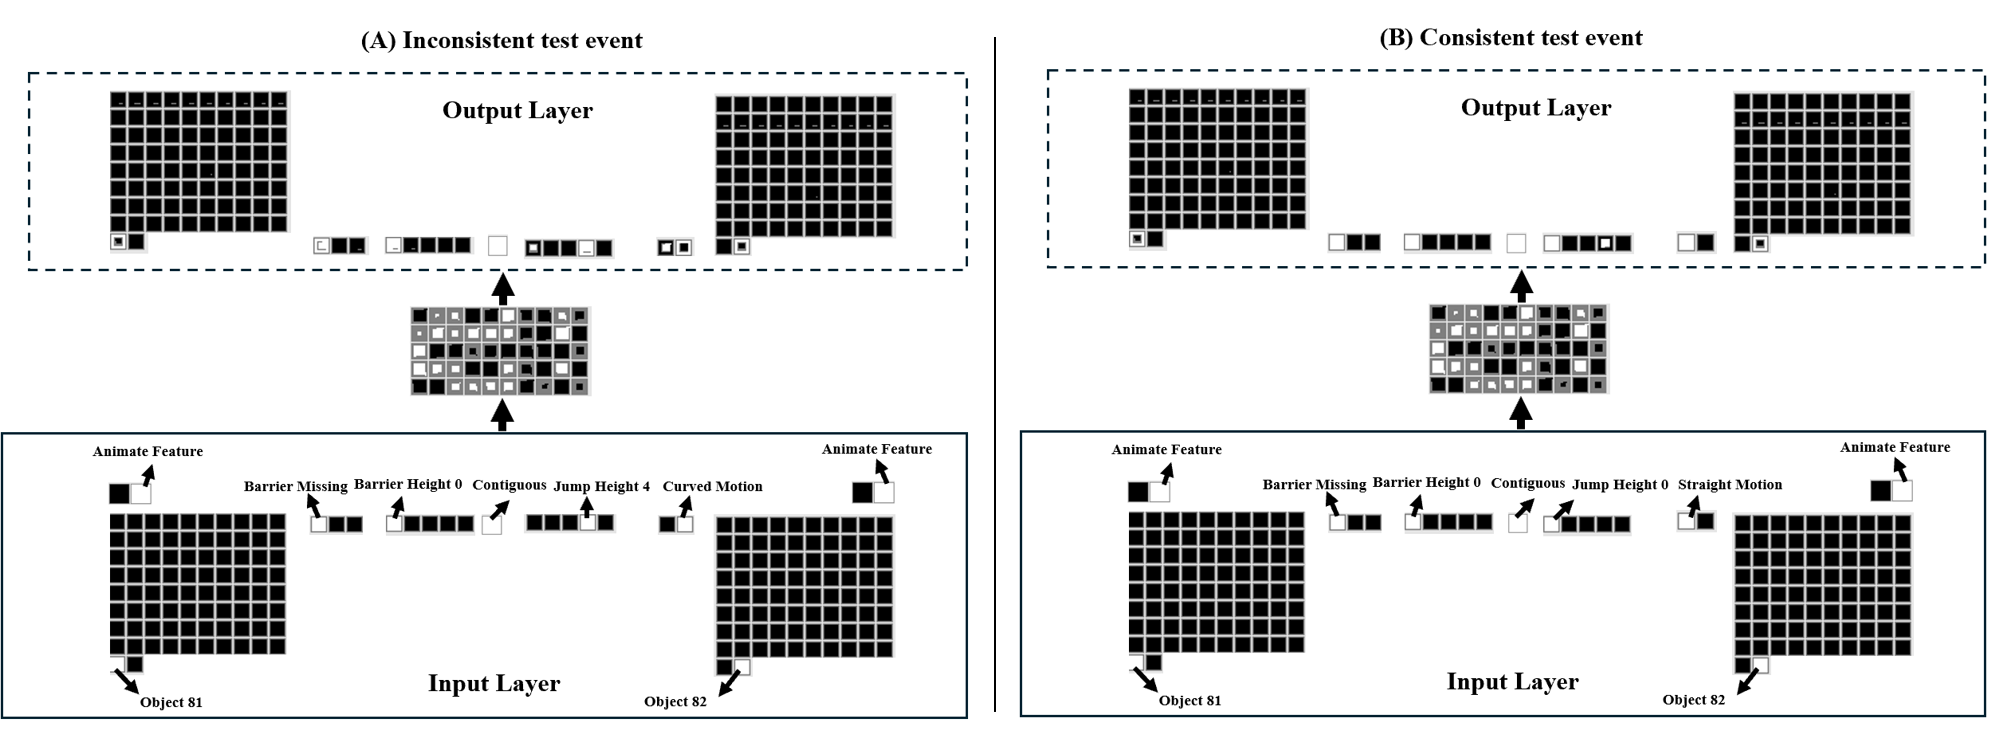 (A) Inconsistent test event
Output Layer
Animate Feature
Animate Feature
Barrier Missing
Barrier Height 0
Contiguous
Jump Height 4
Curved Motion
Input Layer
Object 81
Object 82
(B) Consistent test event
Output Layer
Animate Feature
Animate Feature
Barrier Missing
Barrier Height 0
Contiguous
Jump Height 0
Straight Motion
Input Layer
Object 81
Object 82